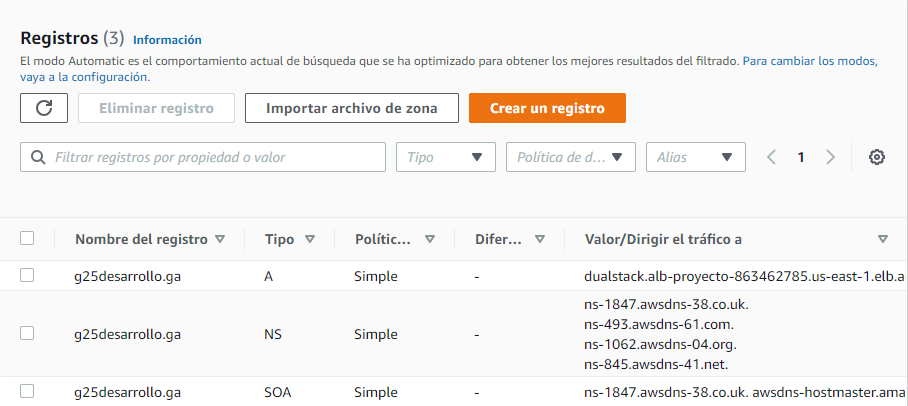 Registros (3) Información
El modo Automatic es el comportamiento actual de búsqueda que se ha optimizado para obtener los mejores resultados del filtrado. Para cambiar los modos,
vaya a la configuración.
Eliminar registro Importar archivo de zona Crear un registro
Filtrar registros por propiedad o valor Tipo Política de d... Alias 1
Nombre del registro Tipo Polític... Difer... Valor/Dirigir el tráfico a
g25desarrollo.ga A Simple - dualstack.alb-proyecto-863462785.us-east-1.elb.a
g25desarrollo.ga NS Simple - ns-1847.awsdns-38.co.uk.
ns-493.awsdns-61.com.
ns-1062.awsdns-04.org.
ns-845.awsdns-41.net.
g25desarrollo.ga SOA Simple - ns-1847.awsdns-38.co.uk. awsdns-hostmaster.ama